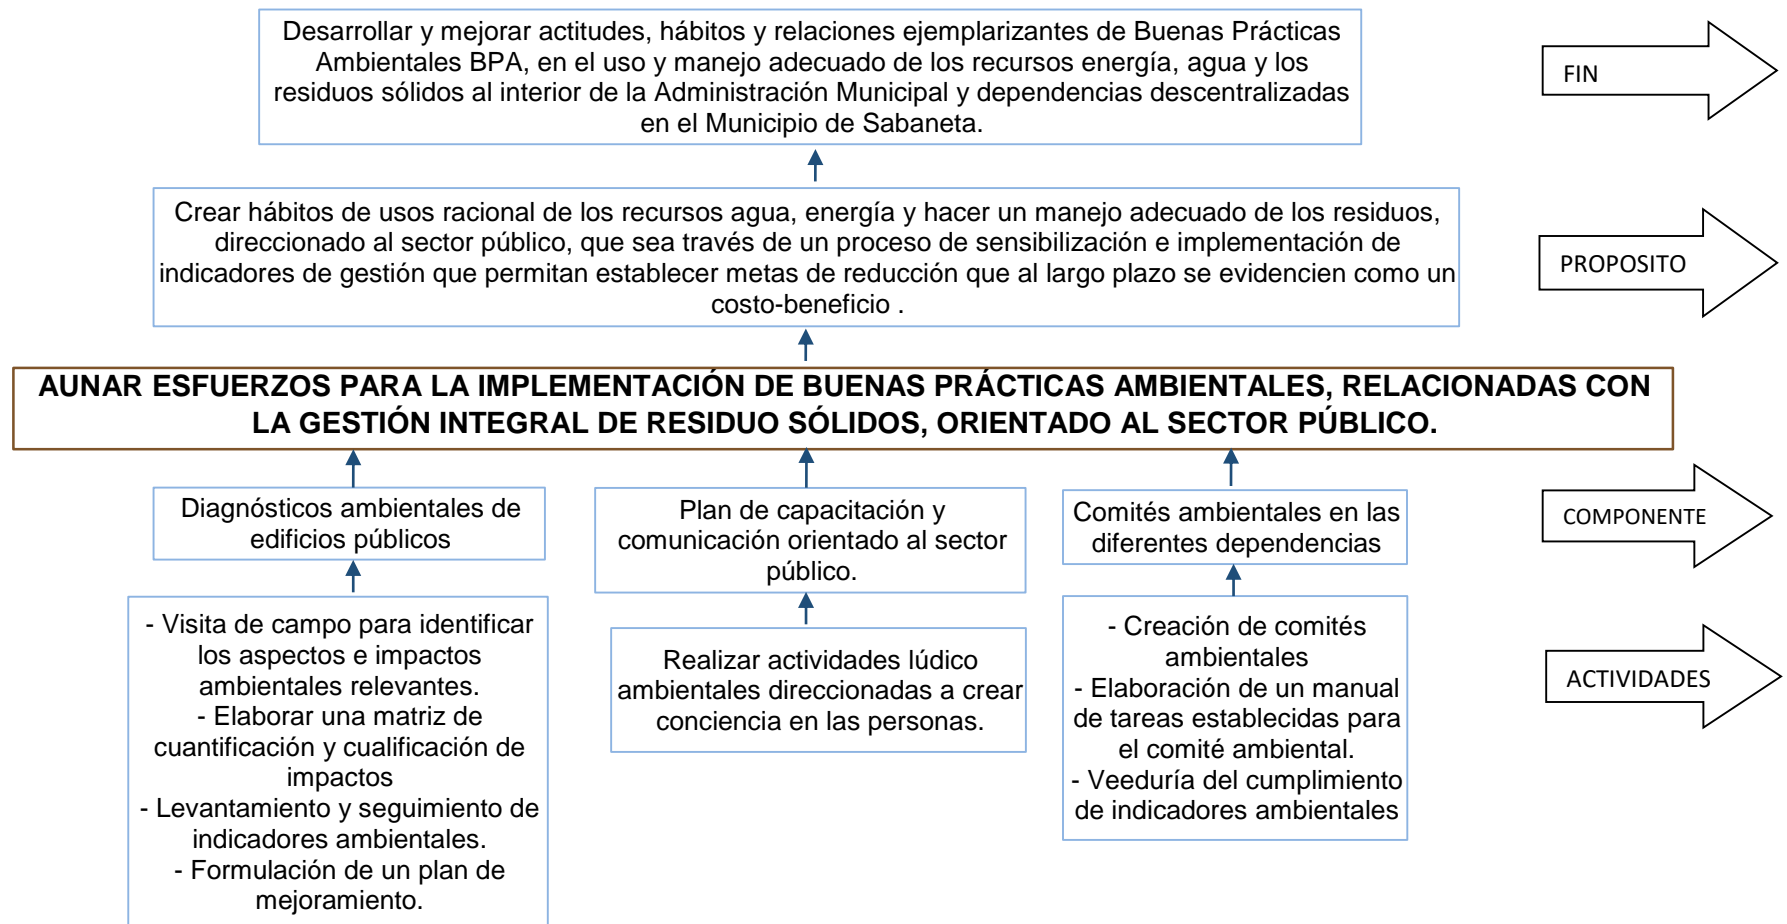 Desarrollar y mejorar actitudes, hábitos y relaciones ejemplarizantes de Buenas Prácticas
Ambientales BPA, en el uso y manejo adecuado de los recursos energía, agua y los
residuos sólidos al interior de la Administración Municipal y dependencias descentralizadas
en el Municipio de Sabaneta.
FIN
Crear hábitos de usos racional de los recursos agua, energía y hacer un manejo adecuado de los residuos,
direccionado al sector público, que sea través de un proceso de sensibilización e implementación de
indicadores de gestión que permitan establecer metas de reducción que al largo plazo se evidencien como un
costo-beneficio .
PROPOSITO
AUNAR ESFUERZOS PARA LA IMPLEMENTACIÓN DE BUENAS PRÁCTICAS AMBIENTALES, RELACIONADAS CON
LA GESTIÓN INTEGRAL DE RESIDUO SÓLIDOS, ORIENTADO AL SECTOR PÚBLICO.
Diagnósticos ambientales de
edificios públicos
Plan de capacitación y
comunicación orientado al sector
público.
Comités ambientales en las
diferentes dependencias
COMPONENTE
- Visita de campo para identificar
los aspectos e impactos
ambientales relevantes.
- Elaborar una matriz de
cuantificación y cualificación de
impactos
- Levantamiento y seguimiento de
indicadores ambientales.
- Formulación de un plan de
mejoramiento.
Realizar actividades lúdico
ambientales direccionadas a crear
conciencia en las personas.
- Creación de comités
ambientales
- Elaboración de un manual
de tareas establecidas para
el comité ambiental.
- Veeduría del cumplimiento
de indicadores ambientales
ACTIVIDADES